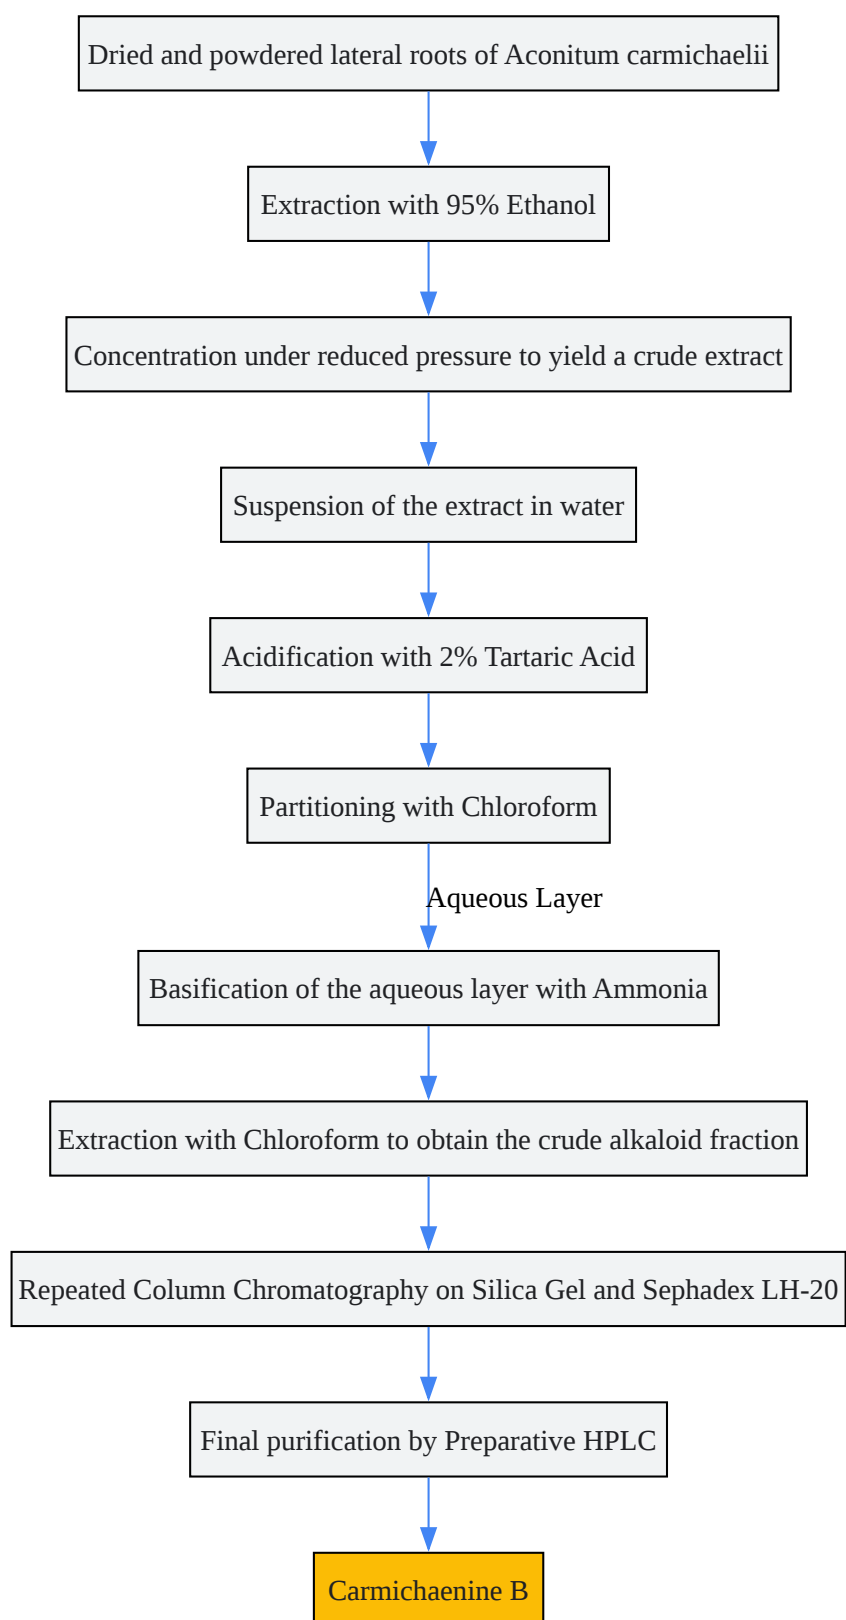 Dried and powdered lateral roots of Aconitum carmichaelii
Extraction with 95% Ethanol
Concentration under reduced pressure to yield a crude extract
Suspension of the extract in water
Acidification with 2% Tartaric Acid
Partitioning with Chloroform
Aqueous Layer
Basification of the aqueous layer with Ammonia
Extraction with Chloroform to obtain the crude alkaloid fraction
Repeated Column Chromatography on Silica Gel and Sephadex LH-20
Final purification by Preparative HPLC
Carmichaenine B